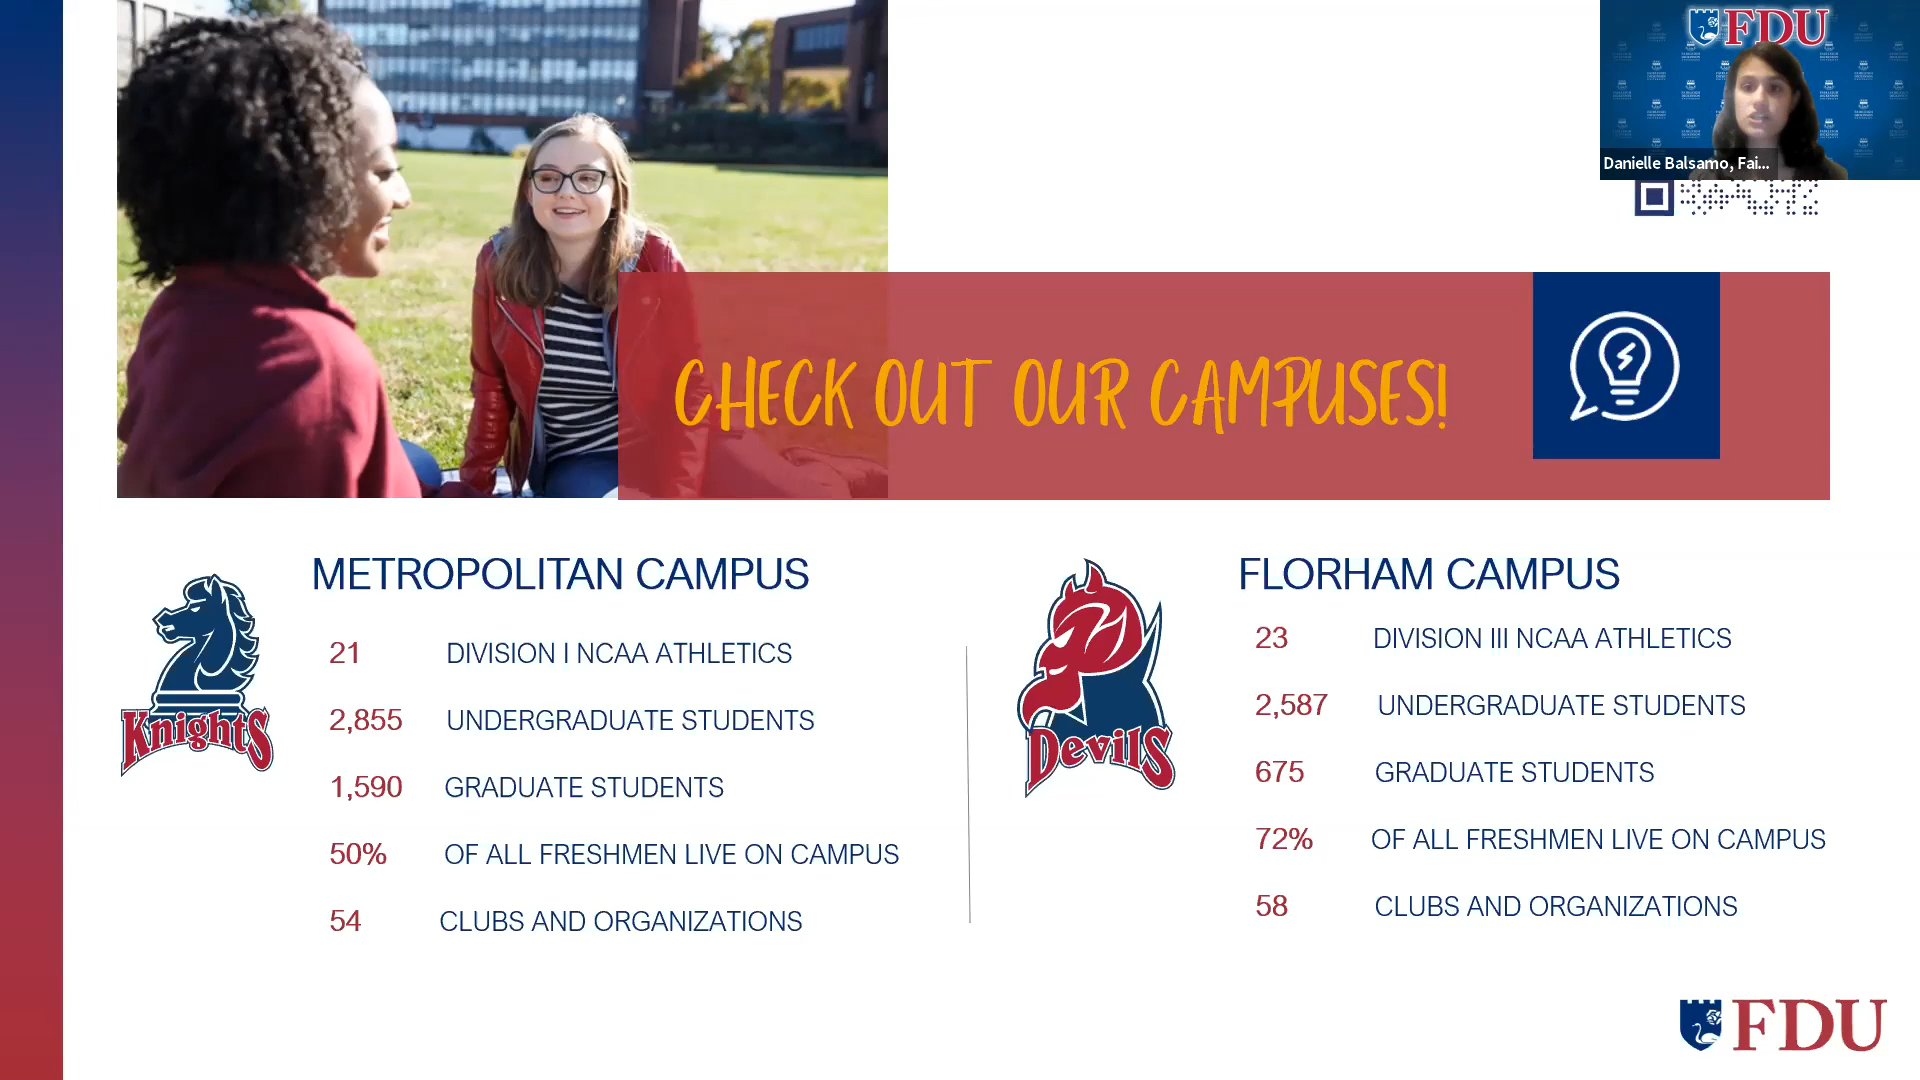 FDU
Danielle Balsamo, Fai...
CHECK OUT OUR CAMPUSES!
METROPOLITAN CAMPUS
Knights
21 DIVISION I NCAA ATHLETICS
2,855 UNDERGRADUATE STUDENTS
1,590 GRADUATE STUDENTS
50% OF ALL FRESHMEN LIVE ON CAMPUS
54 CLUBS AND ORGANIZATIONS
FLORHAM CAMPUS
Devils
23 DIVISION III NCAA ATHLETICS
2,587 UNDERGRADUATE STUDENTS
675 GRADUATE STUDENTS
72% OF ALL FRESHMEN LIVE ON CAMPUS
58 CLUBS AND ORGANIZATIONS
FDU